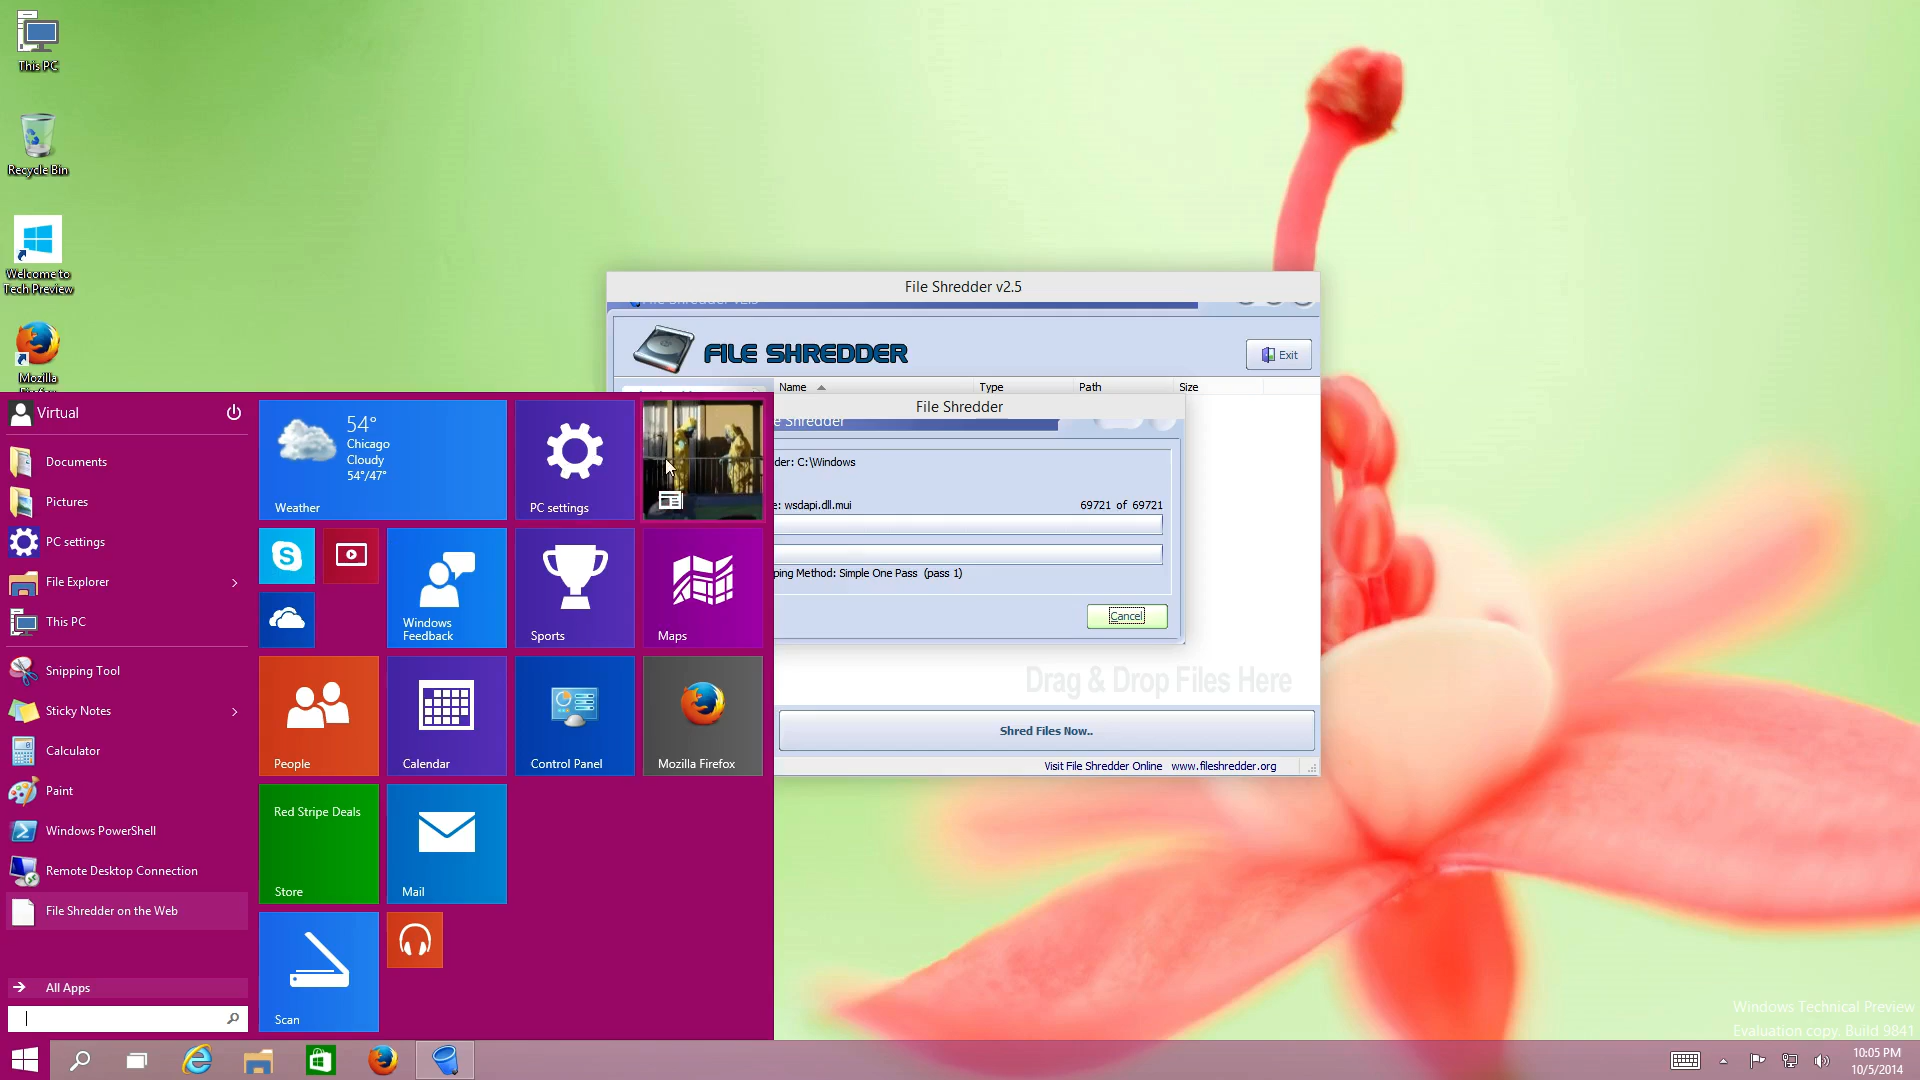 This PC
Recycle Bin
Welcome to
Tech Preview
Mozilla
File Shredder v2.5
FILE SHREDDER
Exit
Name
Type
Path
Size
File Shredder
e Shredder
der: C:\Windows
e: wsdapi.dll.mui
69721 of 69721
ping Method: Simple One Pass (pass 1)
Cancel
Drag & Drop Files Here
Shred Files Now..
Visit File Shredder Online www.fileshredder.org
Virtual
Documents
Pictures
PC settings
File Explorer
This PC
Snipping Tool
Sticky Notes
Calculator
Paint
Windows PowerShell
Remote Desktop Connection
File Shredder on the Web
All Apps
54°
Chicago
Cloudy
54°/47°
Weather
PC settings
Windows
Feedback
Sports
Maps
People
Calendar
Control Panel
Mozilla Firefox
Red Stripe Deals
Store
Mail
Scan
Windows Technical Preview
Evaluation copy. Build 9841
10:05 PM
10/5/2014